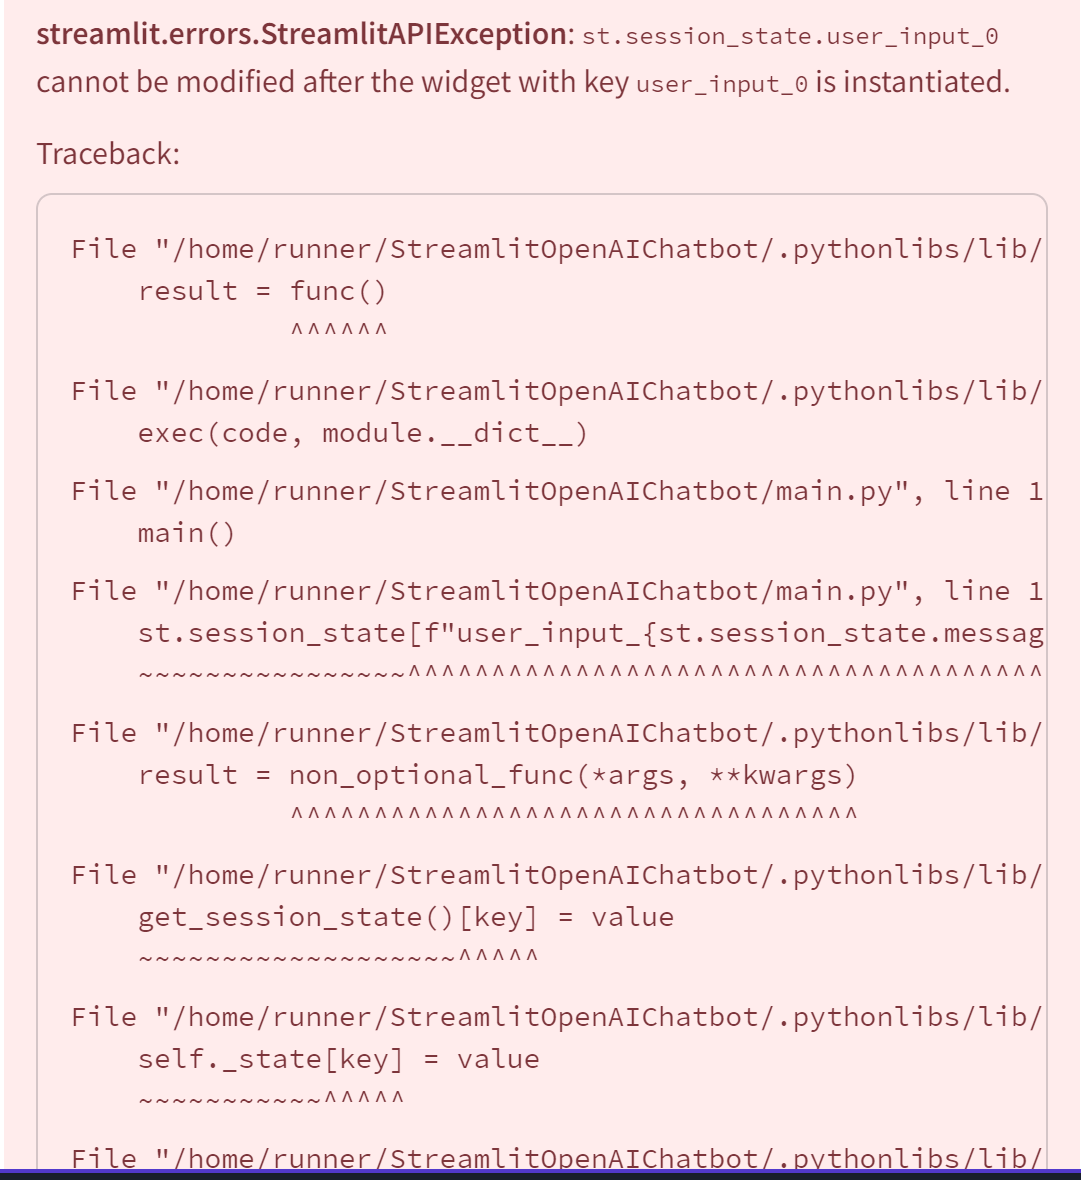 streamlit.errors.StreamlitAPIException: st.session_state.user_input_0
cannot be modified after the widget with key user_input_0 is instantiated.
Traceback:
File "/home/runner/StreamlitOpenAIChatbot/.pythonlibs/lib/
result = func()
^^^^^^
File "/home/runner/StreamlitOpenAIChatbot/.pythonlibs/lib/
exec(code, module.__dict__)
File "/home/runner/StreamlitOpenAIChatbot/main.py", line 1
main()
File "/home/runner/StreamlitOpenAIChatbot/main.py", line 1
st.session_state[f"user_input_{st.session_state.messag
~~~~~~~~~~~~~~~~^^^^^^^^^^^^^^^^^^^^^^^^^^^^^^^^^^^^^^
File "/home/runner/StreamlitOpenAIChatbot/.pythonlibs/lib/
result = non_optional_func(*args, **kwargs)
^^^^^^^^^^^^^^^^^^^^^^^^^^^^^^^^^^
File "/home/runner/StreamlitOpenAIChatbot/.pythonlibs/lib/
get_session_state()[key] = value
~~~~~~~~~~~~~~~~~~~^^^^^
File "/home/runner/StreamlitOpenAIChatbot/.pythonlibs/lib/
self._state[key] = value
~~~~~~~~~~~^^^^^
File "/home/runner/StreamlitOpenAIChatbot/.pythonlibs/lib/